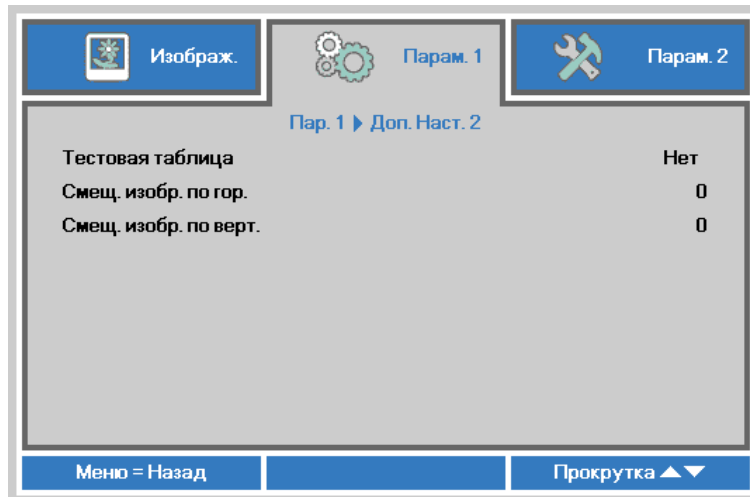 Изображ. Парам. 1 Парам. 2
Пар. 1 ▶ Доп. Наст. 2
Тестовая таблица Нет
Смещ. изобр. по гор. 0
Смещ. изобр. по верт. 0
Меню = Назад Прокрутка ▲▼